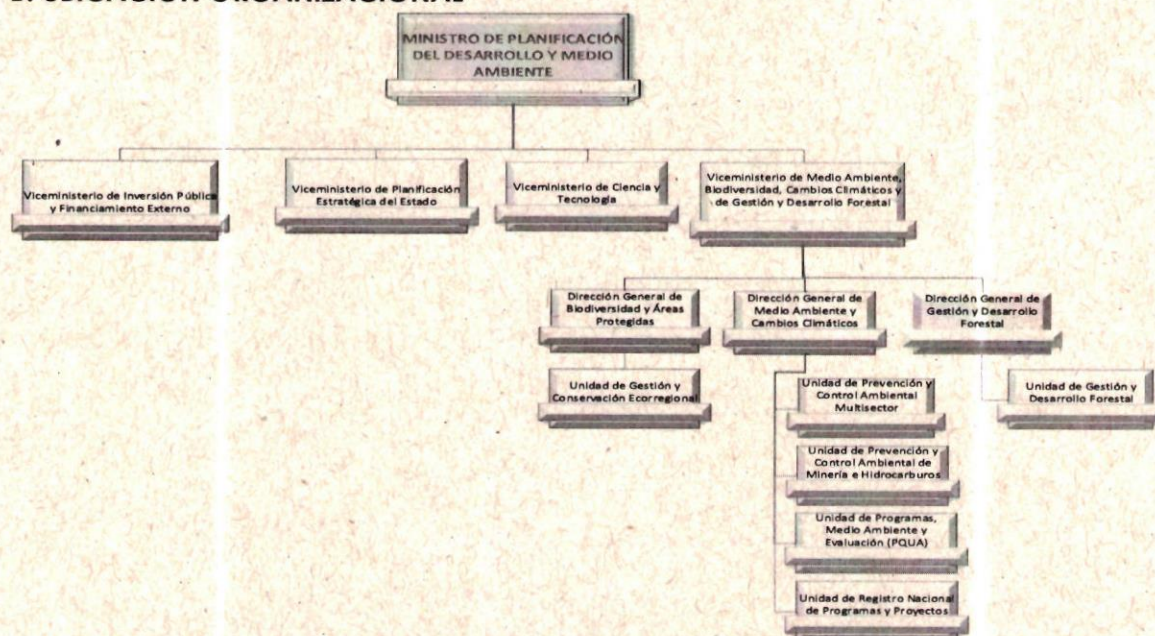 MINISTRO DE PLANIFICACIÓN
DEL DESARROLLO Y MEDIO
AMBIENTE
Viceministerio de Inversión Pública
y Financiamiento Externo
Viceministerio de Planificación
Estratégica del Estado
Viceministerio de Ciencia y
Tecnología
Viceministerio de Medio Ambiente,
Biodiversidad, Cambios Climáticos y
de Gestión y Desarrollo Forestal
Dirección General de
Biodiversidad y Áreas
Protegidas
Dirección General de
Medio Ambiente y
Cambios Climáticos
Dirección General de
Gestión y Desarrollo
Forestal
Unidad de Gestión y
Conservación Ecorregional
Unidad de Prevención y
Control Ambiental
Multisector
Unidad de Gestión y
Desarrollo Forestal
Unidad de Prevención y
Control Ambiental de
Minería e Hidrocarburos
Unidad de Programas,
Medio Ambiente y
Evaluación (PQUA)
Unidad de Registro Nacional
de Programas y Proyectos